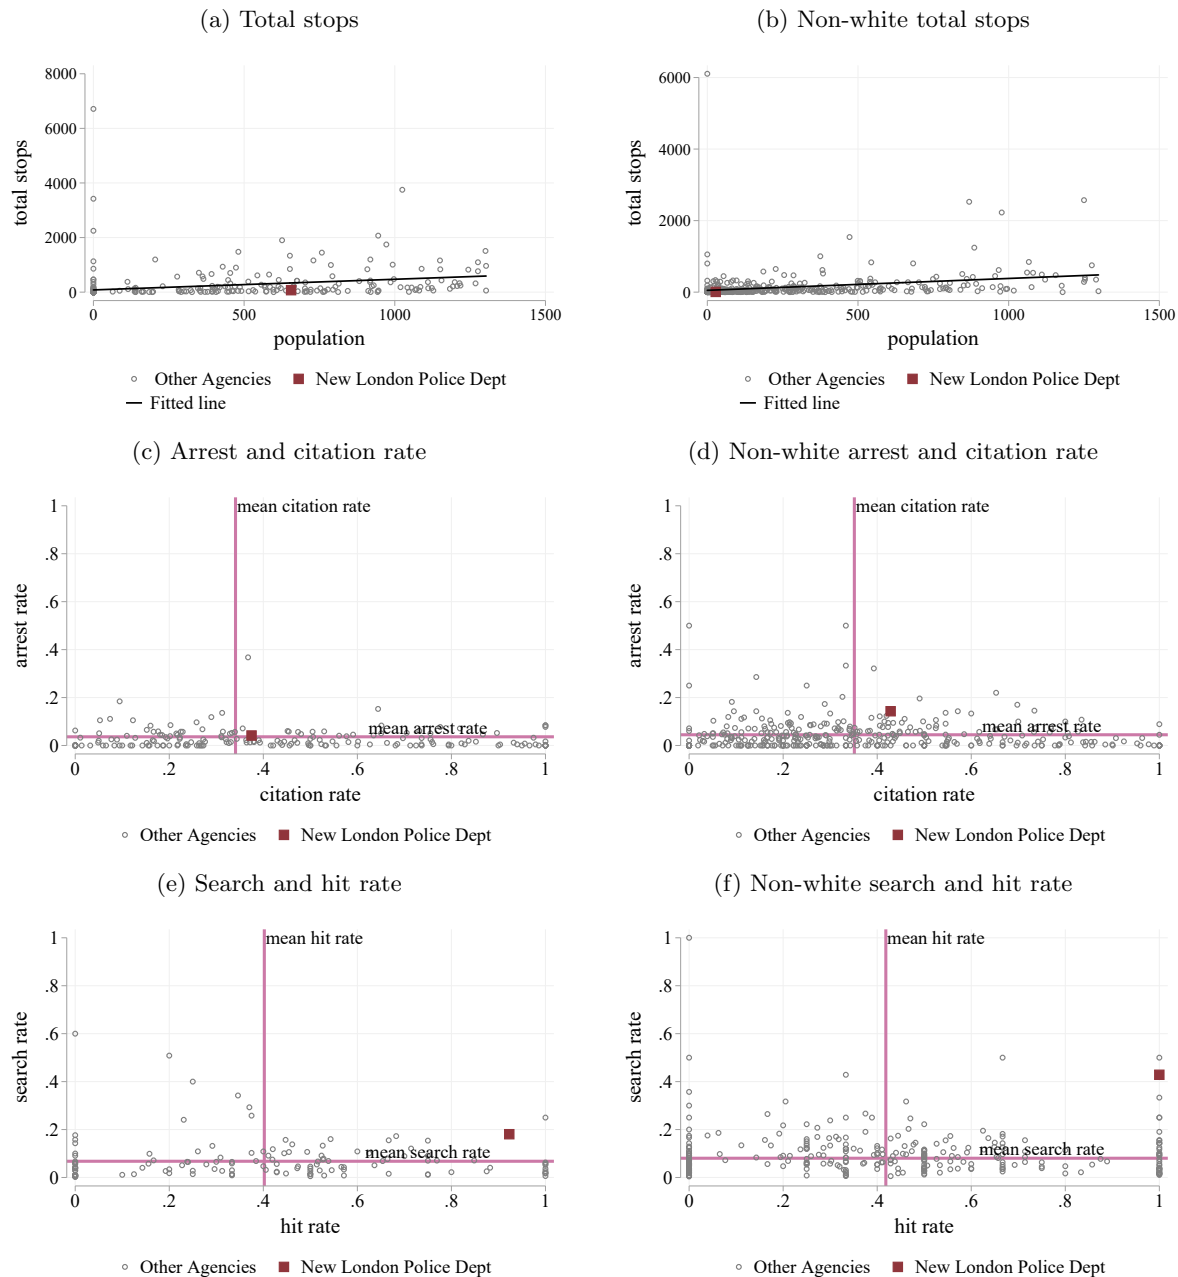 (a) Total stops
8000
6000
4000
2000
0
total stops
0 500 1000 1500
population
Other Agencies New London Police Dept
Fitted line
(b) Non-white total stops
6000
4000
2000
0
total stops
0 500 1000 1500
population
Other Agencies New London Police Dept
Fitted line
(c) Arrest and citation rate
1
.8
.6
.4
.2
0
arrest rate
mean citation rate
mean arrest rate
0 .2 .4 .6 .8 1
citation rate
Other Agencies New London Police Dept
(d) Non-white arrest and citation rate
1
.8
.6
.4
.2
0
arrest rate
mean citation rate
mean arrest rate
0 .2 .4 .6 .8 1
citation rate
Other Agencies New London Police Dept
(e) Search and hit rate
1
.8
.6
.4
.2
0
search rate
mean hit rate
mean search rate
0 .2 .4 .6 .8 1
hit rate
Other Agencies New London Police Dept
(f) Non-white search and hit rate
1
.8
.6
.4
.2
0
search rate
mean hit rate
mean search rate
0 .2 .4 .6 .8 1
hit rate
Other Agencies New London Police Dept